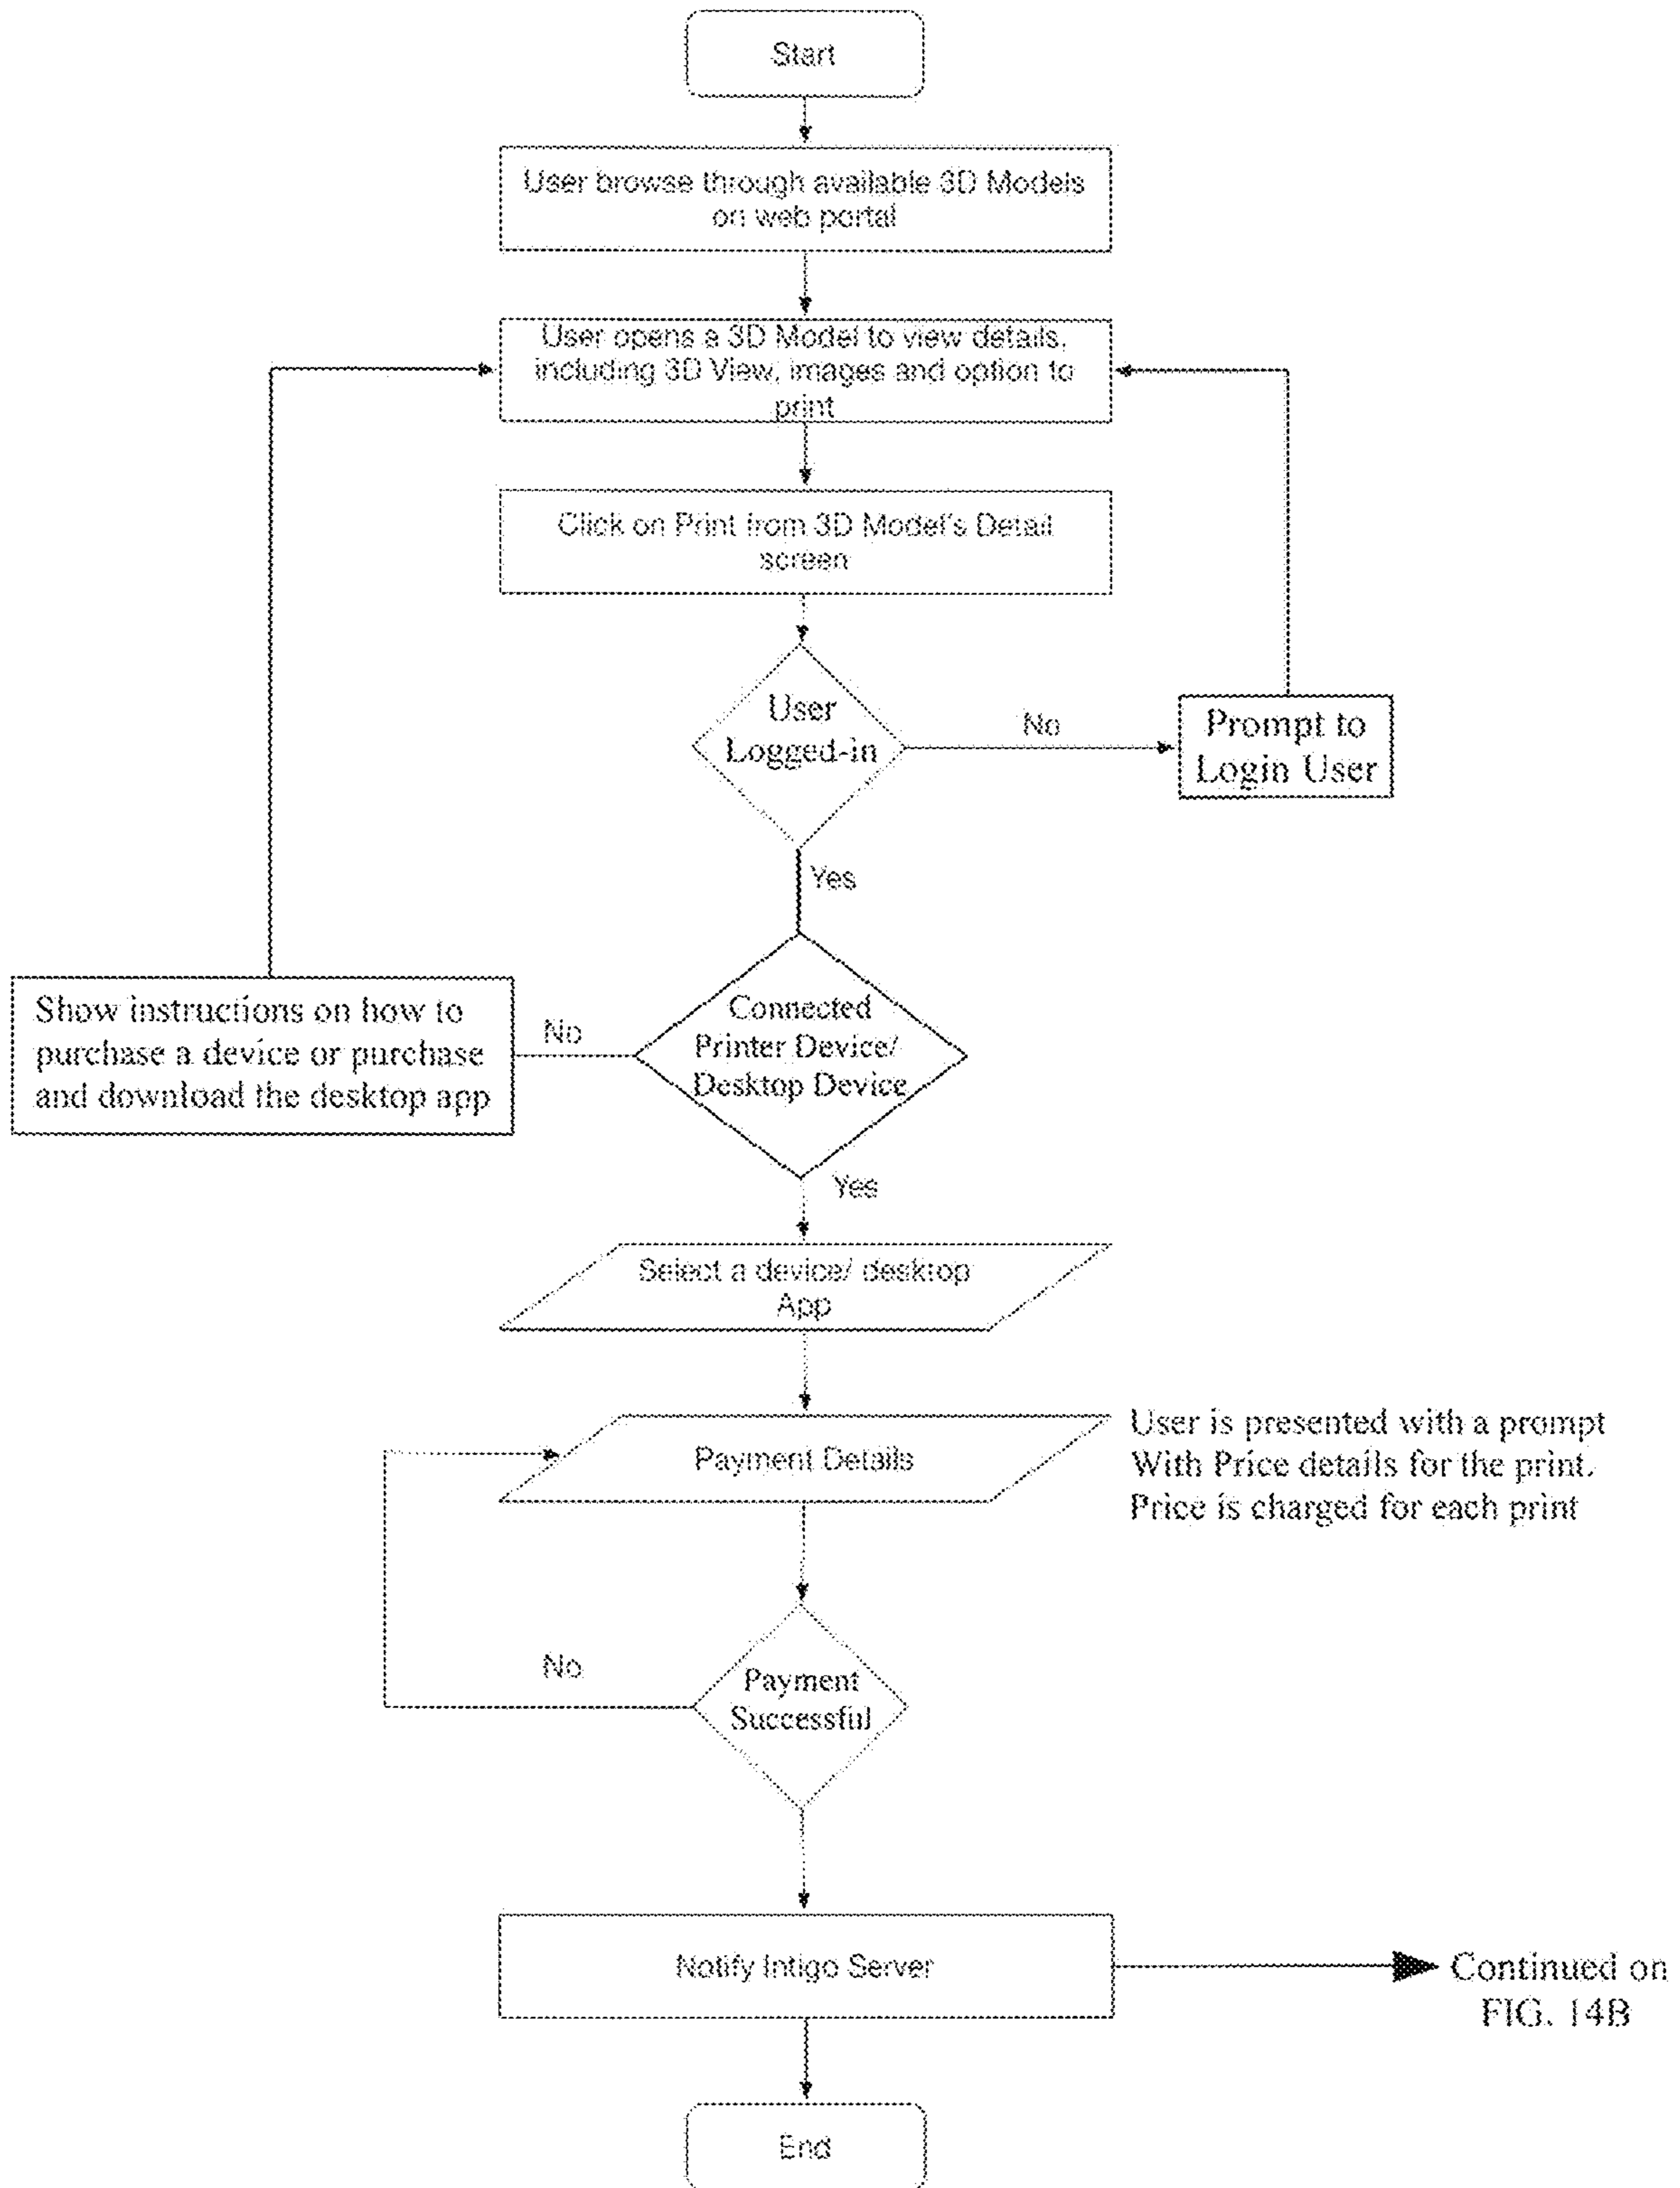 Start
User browse through available 3D Models
on web portal
User opens a 3D Model to view details,
including 3D View, images and option to
print
Click on Print from 3D Model's Detail
screen
User
Logged-in
No
Prompt to
Login User
Yes
Show instructions on how to
purchase a device or purchase
and download the desktop app
No
Connected
Printer Device/
Desktop Device
Yes
Select a device/ desktop
App
Payment Details
User is presented with a prompt
With Price details for the print.
Price is charged for each print
No
Payment
Successful
Notify Intigo Server
Continued on
FIG. 14B
End